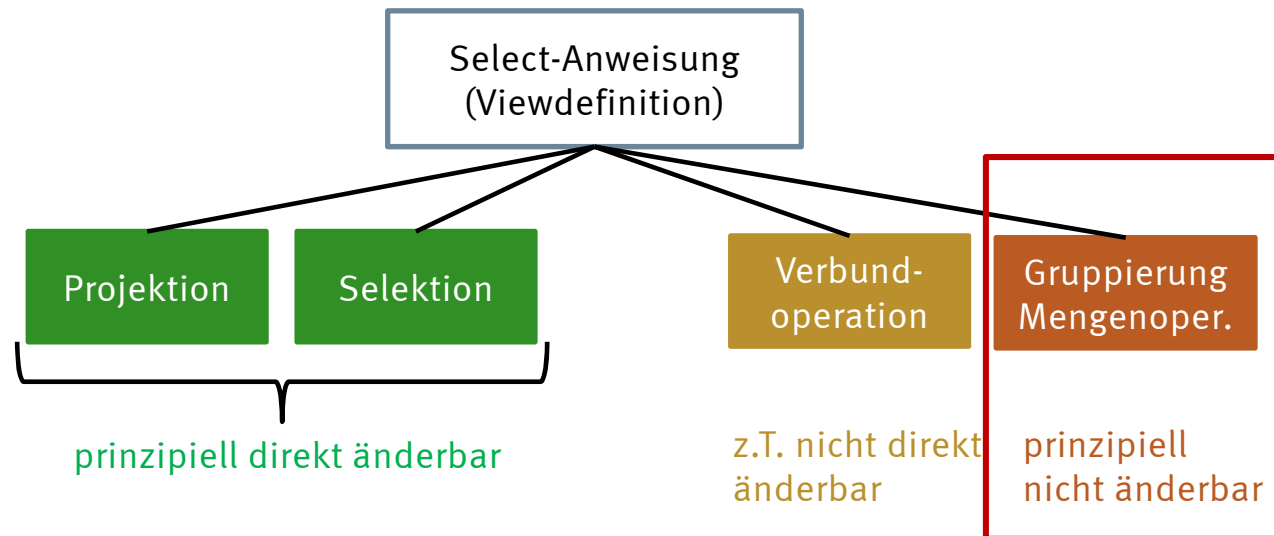 Select-Anweisung
(Viewdefinition)
Projektion
Selektion
Verbund-
operation
Gruppierung
Mengenoper.
prinzipiell direkt änderbar
z.T. nicht direkt
änderbar
prinzipiell
nicht änderbar